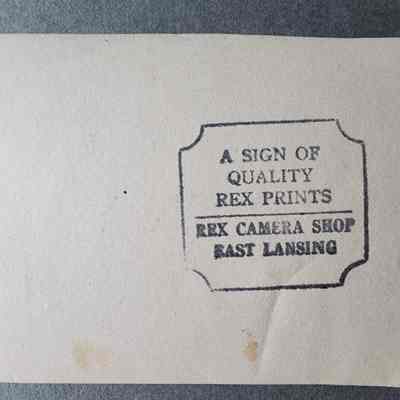 A SIGN OF
QUALITY
REX PRINTS
REX CAMERA SHOP
EAST LANSING